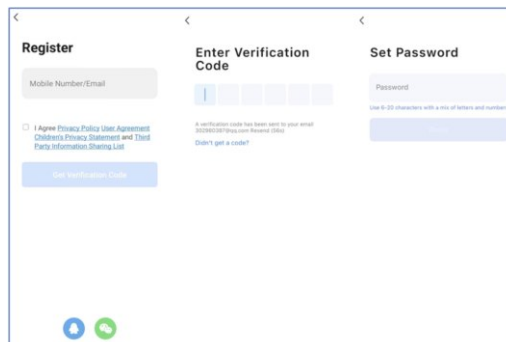 Register
Mobile Number/Email
I Agree Privacy Policy User Agreement
Children's Privacy Statement and Third
Party Information Sharing List
Get Verification Code
Enter Verification
Code
A verification code has been sent to your email
Resend
Didn't get a code?
Set Password
Password
Use 6-20 characters with a mix of letters and number